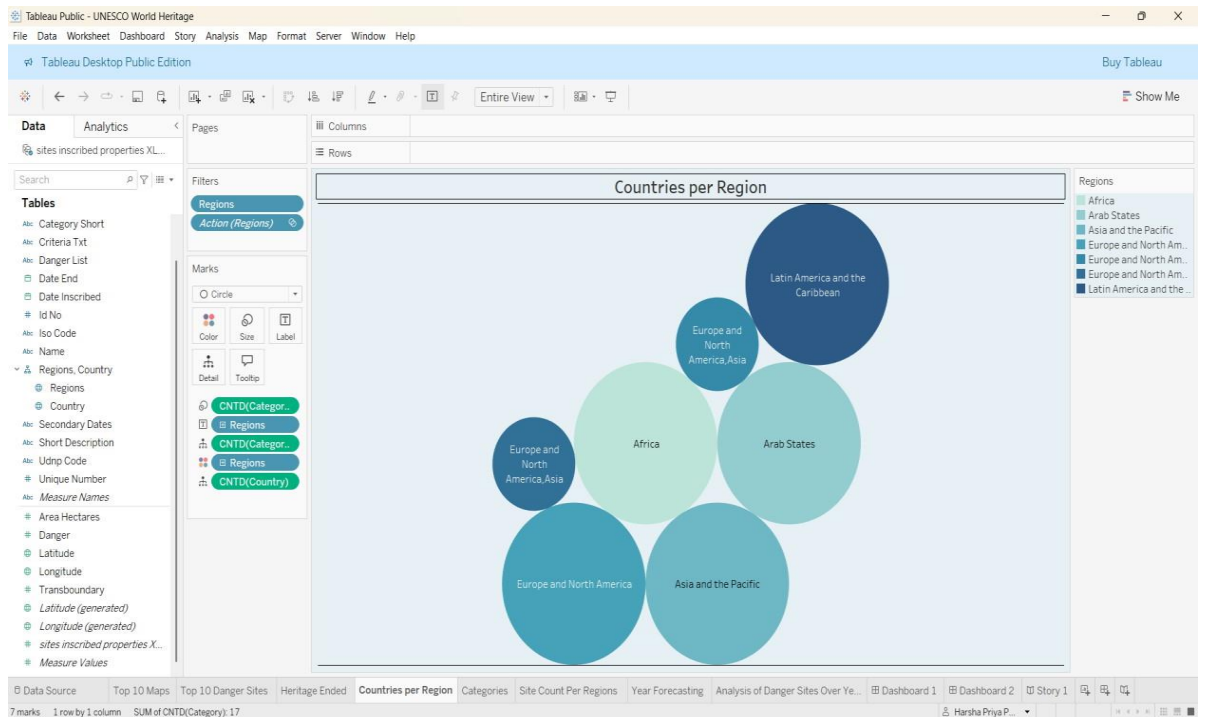 Tableau Public - UNESCO World Heritage
File Data Worksheet Dashboard Story Analysis Map Format Server Window Help
Tableau Desktop Public Edition
Buy Tableau
Entire View
Show Me
Data Analytics
sites inscribed properties XL...
Search
Tables
Abc Category Short
Abc Criteria Txt
Abc Danger List
Date End
Date Inscribed
# Id No
Abc Iso Code
Abc Name
Regions, Country
Regions
Country
Abc Secondary Dates
Abc Short Description
Abc Udnp Code
# Unique Number
Abc Measure Names
# Area Hectares
# Danger
Latitude
Longitude
# Transboundary
Latitude (generated)
Longitude (generated)
# sites inscribed properties X...
# Measure Values
Pages
Filters
Regions
Action (Regions)
Marks
Circle
Color Size Label
Detail Tooltip
CNTD(Categor..
Regions
CNTD(Categor..
Regions
CNTD(Country)
Columns
Rows
Countries per Region
Latin America and the
Caribbean
Europe and
North
America,Asia
Africa
Arab States
Europe and
North
America,Asia
Europe and North America
Asia and the Pacific
Regions
Africa
Arab States
Asia and the Pacific
Europe and North Am..
Europe and North Am..
Europe and North Am..
Latin America and the ..
Data Source Top 10 Maps Top 10 Danger Sites Heritage Ended Countries per Region Categories Site Count Per Regions Year Forecasting Analysis of Danger Sites Over Ye... Dashboard 1 Dashboard 2 Story 1
7 marks 1 row by 1 column SUM of CNTD(Category): 17
Harsha Priya P...